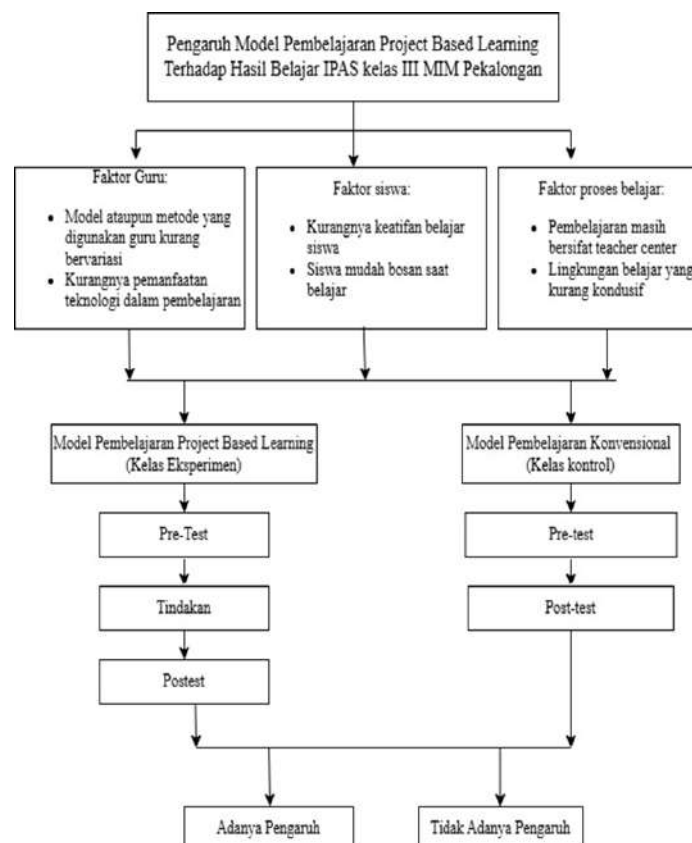 Pengaruh Model Pembelajaran Project Based Learning
Terhadap Hasil Belajar IPAS kelas III MIM Pekalongan
Faktor Guru:
• Model ataupun metode yang
digunakan guru kurang
bervariasi
• Kurangnya pemanfaatan
teknologi dalam pembelajaran
Faktor siswa:
• Kurangnya keatifan belajar
siswa
• Siswa mudah bosan saat
belajar
Faktor proses belajar:
• Pembelajaran masih
bersifat teacher center
• Lingkungan belajar yang
kurang kondusif
Model Pembelajaran Project Based Learning
(Kelas Eksperimen)
Model Pembelajaran Konvensional
(Kelas kontrol)
Pre-Test
Pre-test
Tindakan
Post-test
Postest
Adanya Pengaruh
Tidak Adanya Pengaruh